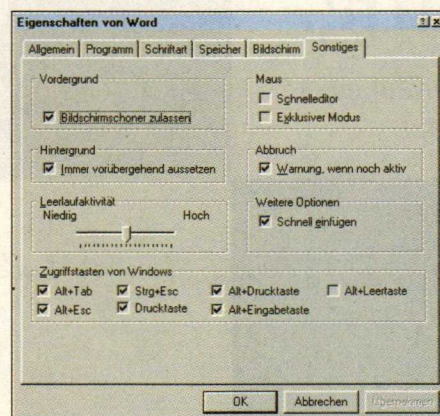 Eigenschaften von Word
Allgemein Programm Schriftart Speicher Bildschirm Sonstiges
Vordergrund
Bildschirmschoner zulassen
Maus
Schnelleditor
Exklusiver Modus
Hintergrund
Immer vorübergehend aussetzen
Abbruch
Warnung, wenn noch aktiv
Leerlaufaktivität
Niedrig Hoch
Weitere Optionen
Schnell einfügen
Zugriffstasten von Windows
Alt+Tab Strg+Esc Alt+Drucktaste Alt+Leertaste
Alt+Esc Drucktaste Alt+Eingabetaste
OK Abbrechen Übernehmen